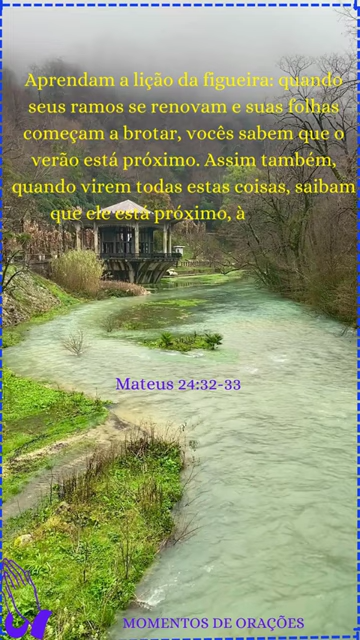 Aprendam a lição da figueira: quando
seus ramos se renovam e suas folhas
começam a brotar, vocês sabem que o
verão está próximo. Assim também,
quando virem todas estas coisas, saibam
que ele está próximo, à
Mateus 24:32-33
MOMENTOS DE ORAÇÕES